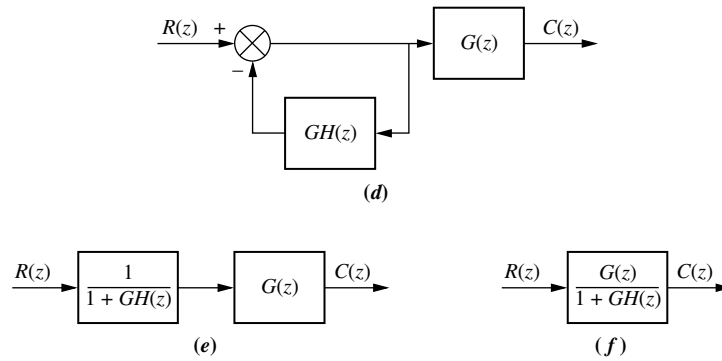 R(z) + G(z) C(z)
−
GH(z)
(d)
R(z) 1 / 1 + GH(z) G(z) C(z)
(e)
R(z) G(z) / 1 + GH(z) C(z)
(f)